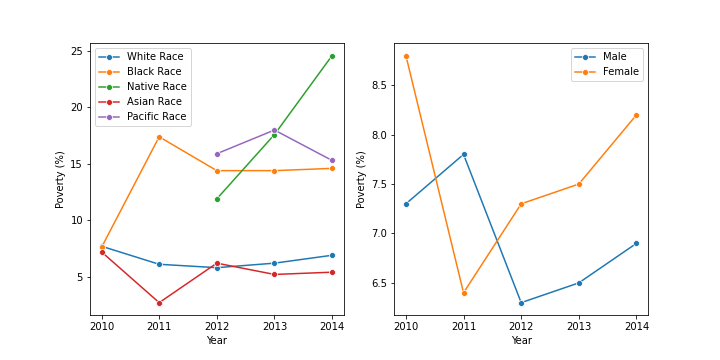 White Race
Black Race
Native Race
Asian Race
Pacific Race
25
20
15
10
5
Poverty (%)
2010 2011 2012 2013 2014
Year
Male
Female
8.5
8.0
7.5
7.0
6.5
Poverty (%)
2010 2011 2012 2013 2014
Year